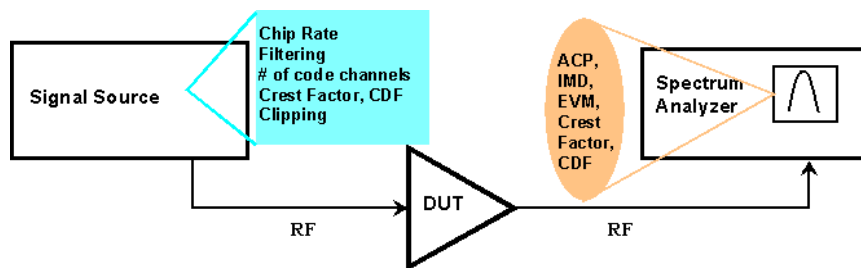 Signal Source
Chip Rate
Filtering
# of code channels
Crest Factor, CDF
Clipping
RF
DUT
RF
ACP,
IMD,
EVM,
Crest
Factor,
CDF
Spectrum
Analyzer